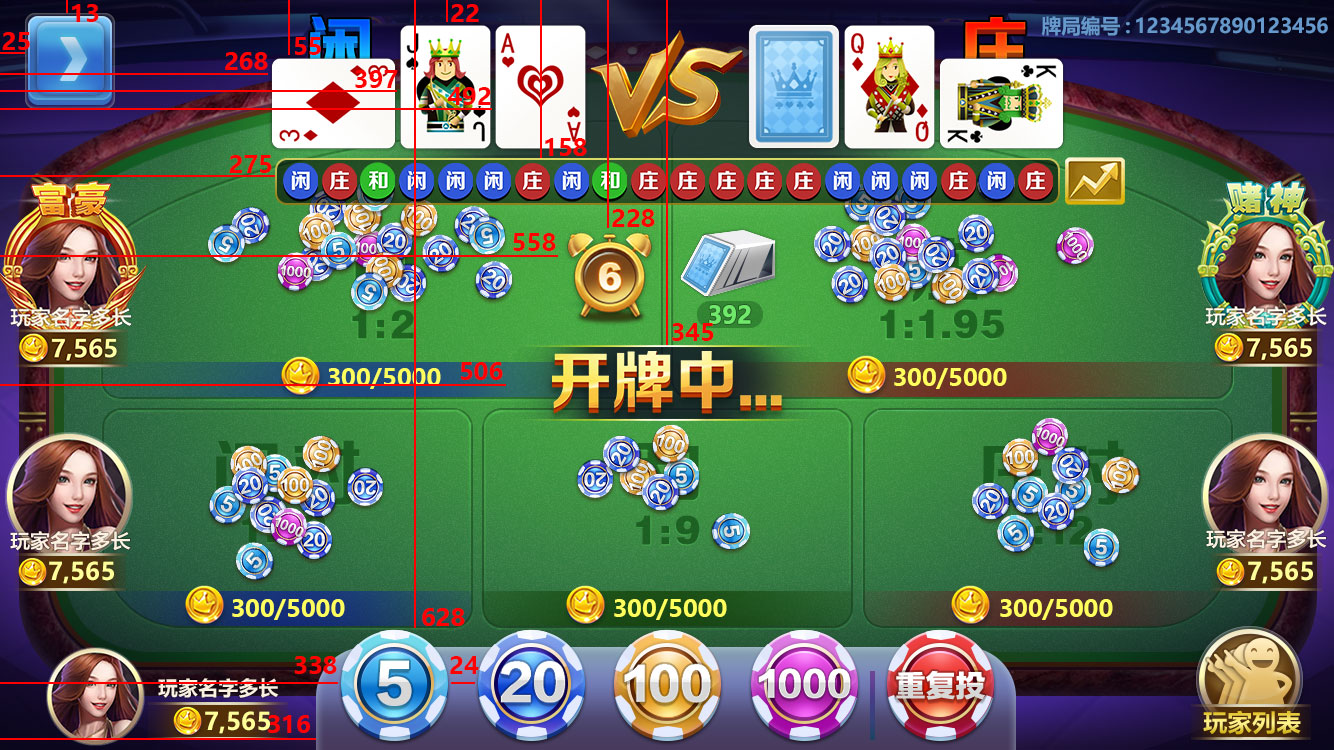 13
22
25
55
闲
庄
牌局编号:1234567890123456
268
397
492
3
3
J
J
A
A
VS
Q
Q
K
K
158
275
闲 庄 和 闲 闲 闲 庄 闲 和 庄 庄 庄 庄 庄 闲 闲 闲 庄 闲 庄
228
富豪
赌神
558
6
392
345
1:2
1:1.95
玩家名字多长
7,565
玩家名字多长
7,565
300/5000
506
开牌中...
300/5000
1:9
玩家名字多长
7,565
玩家名字多长
7,565
300/5000
300/5000
300/5000
628
338
24
316
玩家名字多长
7,565
5
20
100
1000
重复投
玩家列表